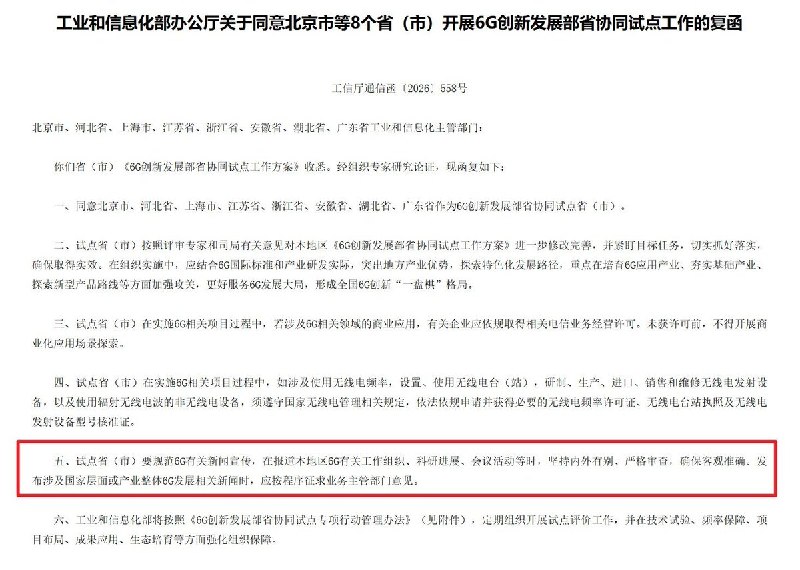 工业和信息化部办公厅关于同意北京市等8个省（市）开展6G创新发展部省协同试点工作的复函
工信厅通信函〔2026〕558号
北京市、河北省、上海市、江苏省、浙江省、安徽省、湖北省、广东省工业和信息化主管部门：
你们省（市）《6G创新发展部省协同试点工作方案》收悉。经组织专家研究论证，现函复如下：
一、同意北京市、河北省、上海市、江苏省、浙江省、安徽省、湖北省、广东省作为6G创新发展部省协同试点省（市）。
二、试点省（市）按照评审专家和司局有关意见对本地区《6G创新发展部省协同试点工作方案》进一步修改完善，并紧盯目标任务，切实抓好落实，
确保取得实效。在组织实施中，应结合6G国际标准和产业研发实际，突出地方产业优势，探索特色化发展路径，重点在培育6G应用产业、夯实基础产业、
探索新型产品路线等方面加强攻关，更好服务6G发展大局，形成全国6G创新“一盘棋”格局。
三、试点省（市）在实施6G相关项目过程中，若涉及6G相关领域的商业应用，有关企业应依规取得相关电信业务经营许可。未获许可前，不得开展商
业化应用场景探索。
四、试点省（市）在实施6G相关项目过程中，如涉及使用无线电频率，设置、使用无线电台（站），研制、生产、进口、销售和维修无线电发射设
备，以及使用辐射无线电波的非无线电设备，须遵守国家无线电管理相关规定，依法依规申请并获得必要的无线电频率许可证、无线电台站执照及无线电
发射设备型号核准证。
五、试点省（市）要规范6G有关新闻宣传，在报道本地区6G有关工作组织、科研进展、会议活动等时，坚持内外有别、严格审查，确保客观准确。发
布涉及国家层面或产业整体6G发展相关新闻时，应按程序征求业务主管部门意见。
六、工业和信息化部将按照《6G创新发展部省协同试点专项行动管理办法》（见附件），定期组织开展试点评价工作，并在技术试验、频率保障、项
目布局、成果应用、生态培育等方面强化组织保障。